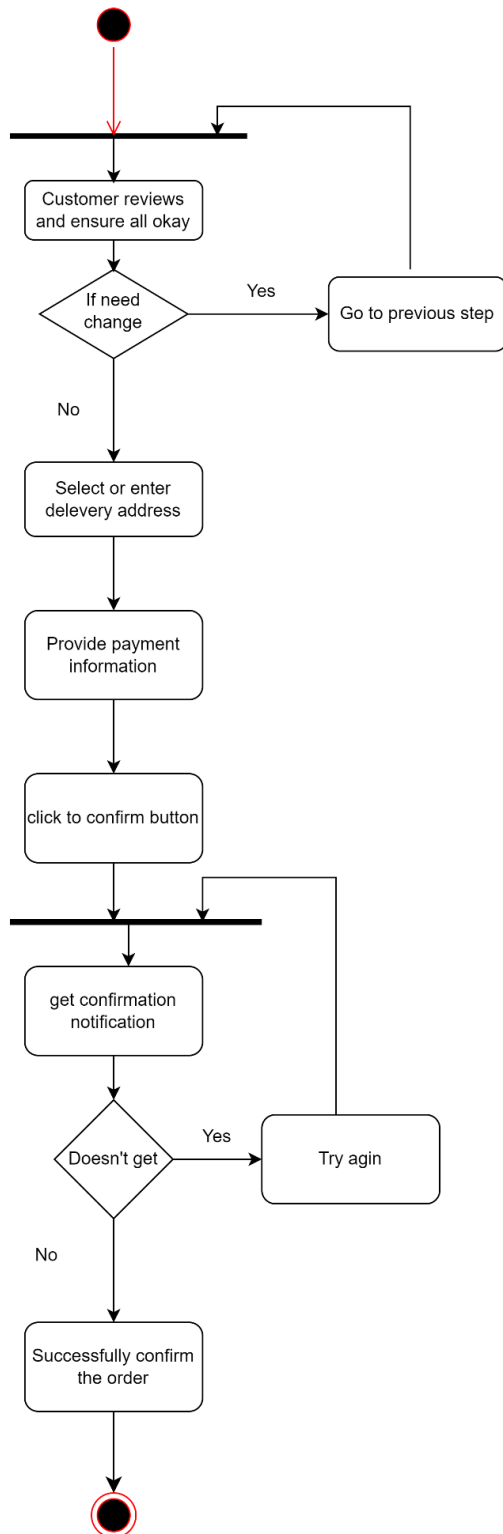 Customer reviews
and ensure all okay
If need
change
Yes
Go to previous step
No
Select or enter
delevery address
Provide payment
information
click to confirm button
get confirmation
notification
Doesn't get
Yes
Try agin
No
Successfully confirm
the order